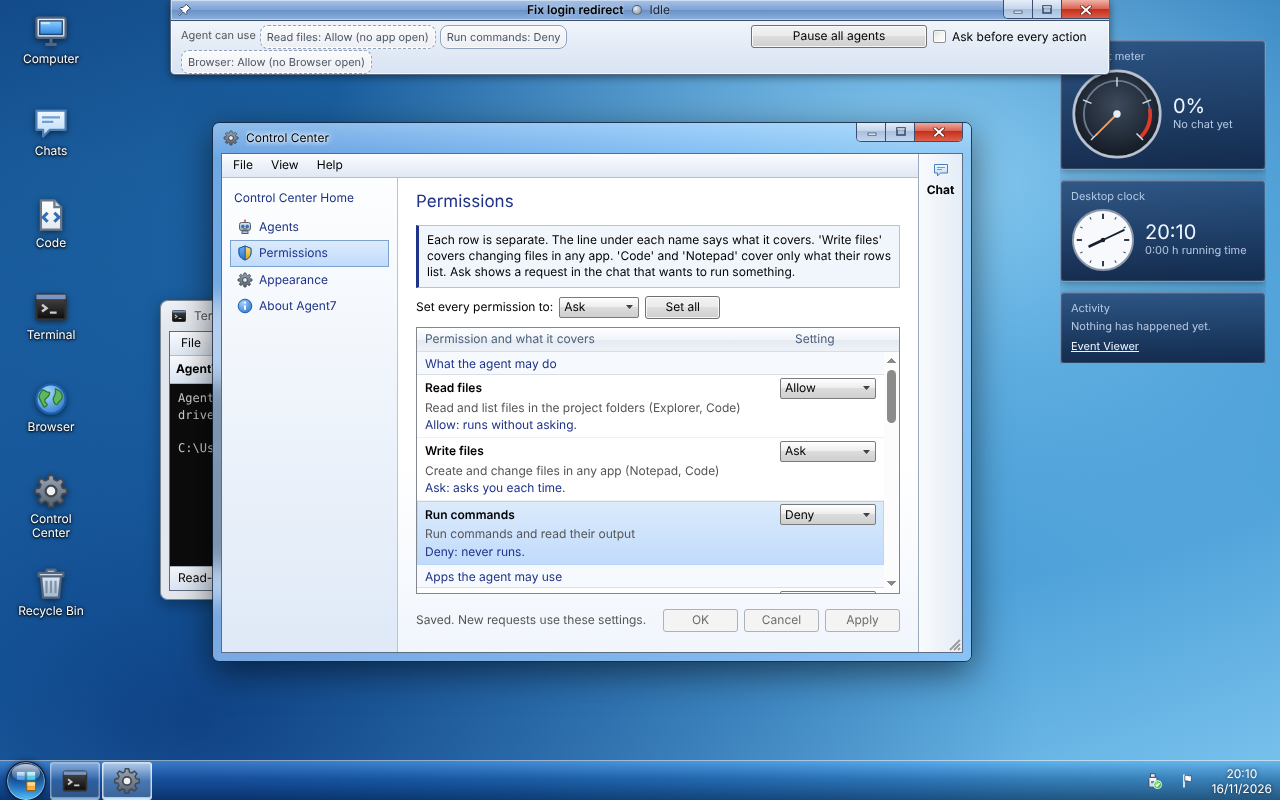 Fix login redirect
Idle
Agent can use
Read files: Allow (no app open)
Run commands: Deny
Browser: Allow (no Browser open)
Pause all agents
Ask before every action
Computer
Chats
Code
Terminal
Browser
Control
Center
Recycle Bin
meter
0%
No chat yet
Desktop clock
20:10
0:00 h running time
Activity
Nothing has happened yet.
Event Viewer
File
Agent
drive
C:\Us
Read-
Control Center
File
View
Help
Control Center Home
Agents
Permissions
Appearance
About Agent7
Permissions
Each row is separate. The line under each name says what it covers. 'Write files'
covers changing files in any app. 'Code' and 'Notepad' cover only what their rows
list. Ask shows a request in the chat that wants to run something.
Set every permission to:
Ask
Set all
Permission and what it covers
Setting
What the agent may do
Read files
Allow
Read and list files in the project folders (Explorer, Code)
Allow: runs without asking.
Write files
Ask
Create and change files in any app (Notepad, Code)
Ask: asks you each time.
Run commands
Deny
Run commands and read their output
Deny: never runs.
Apps the agent may use
Saved. New requests use these settings.
OK
Cancel
Apply
Chat
20:10
16/11/2026